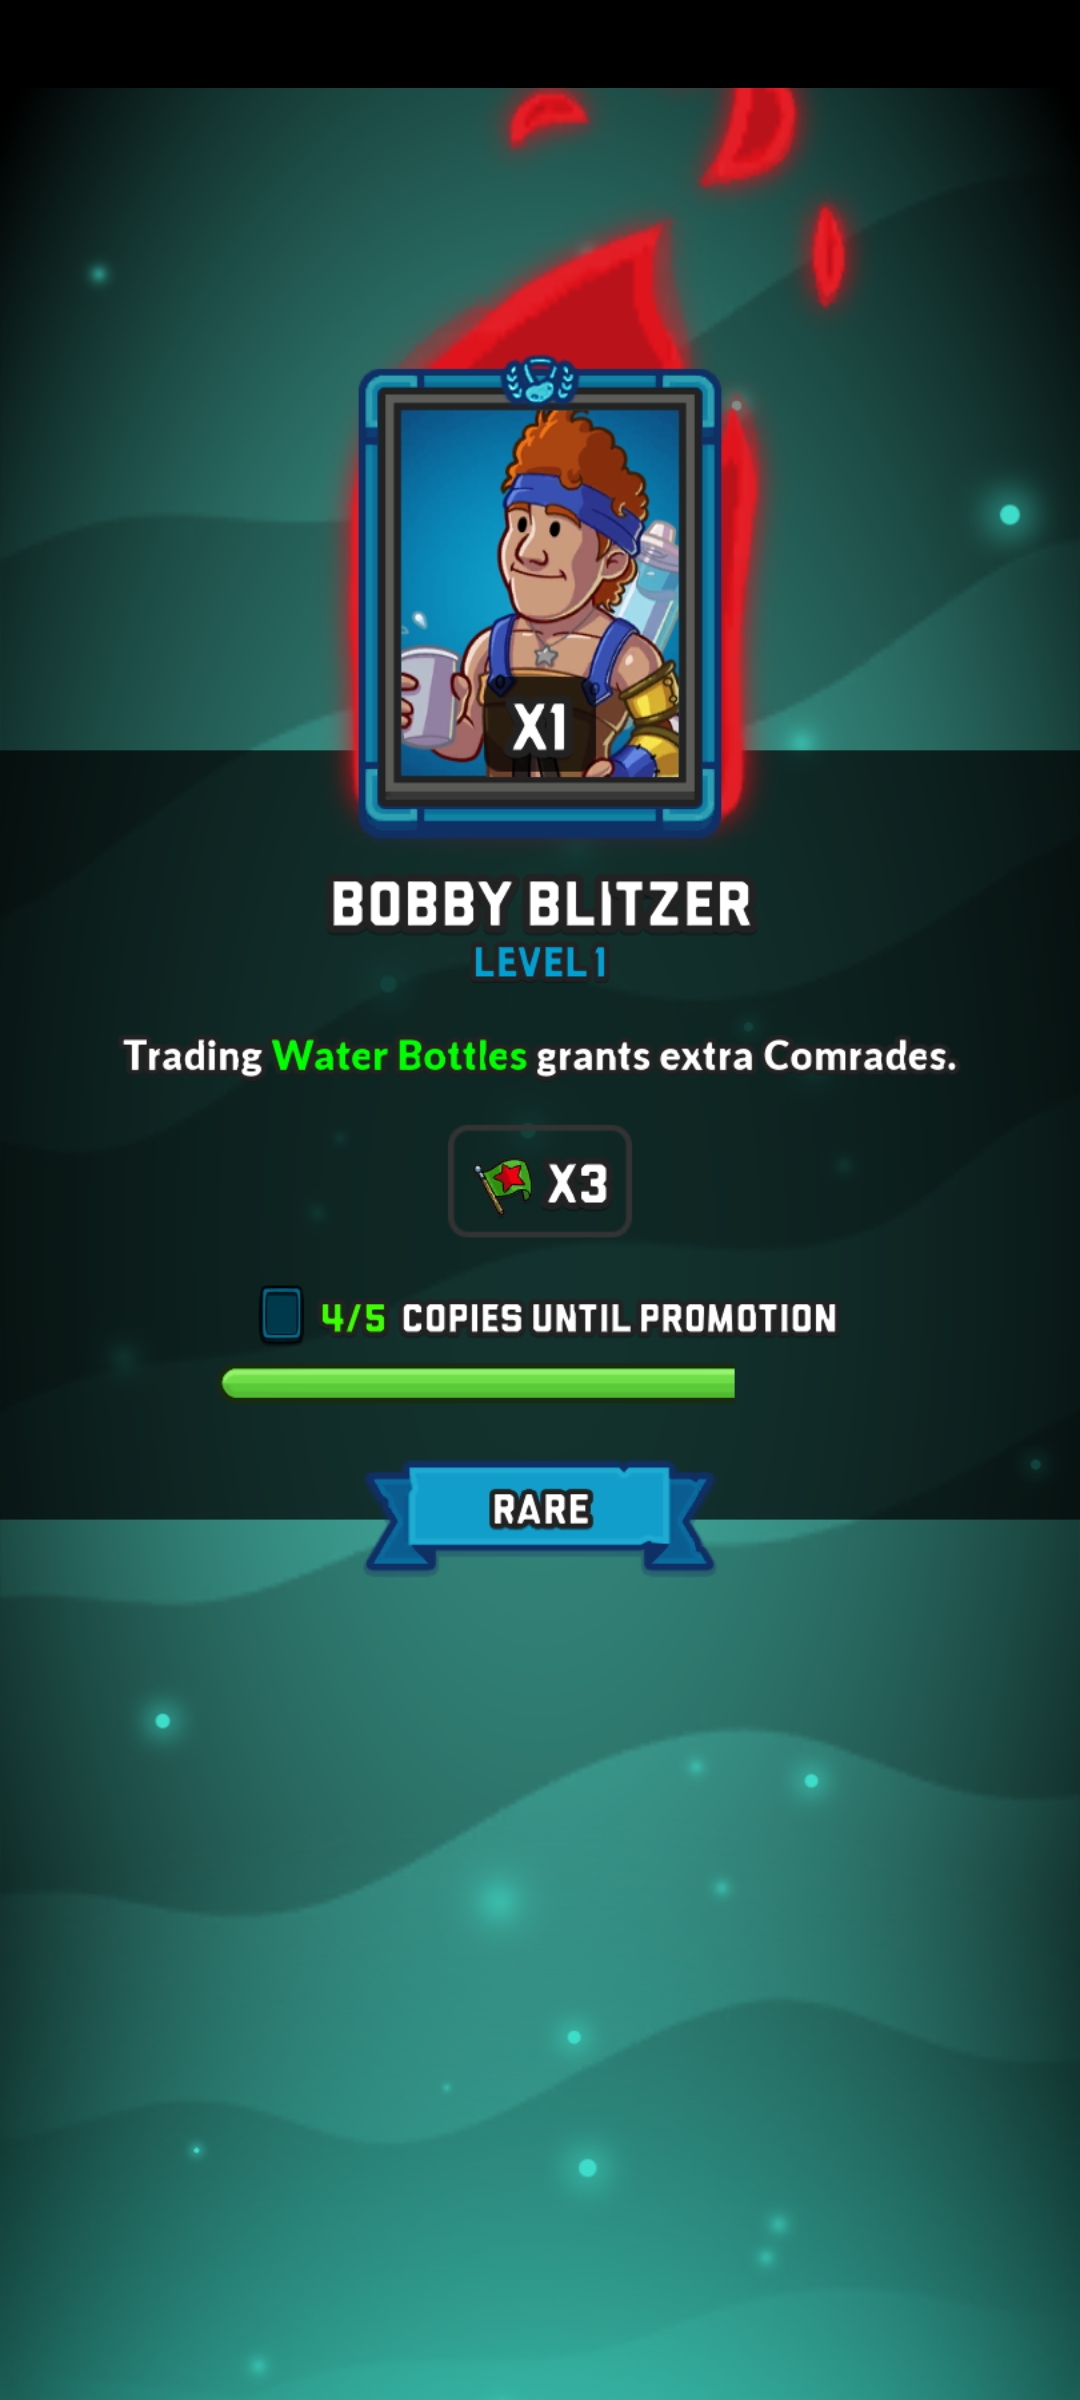 X1
BOBBY BLITZER
LEVEL 1
Trading Water Bottles grants extra Comrades.
X3
4/5 COPIES UNTIL PROMOTION
RARE